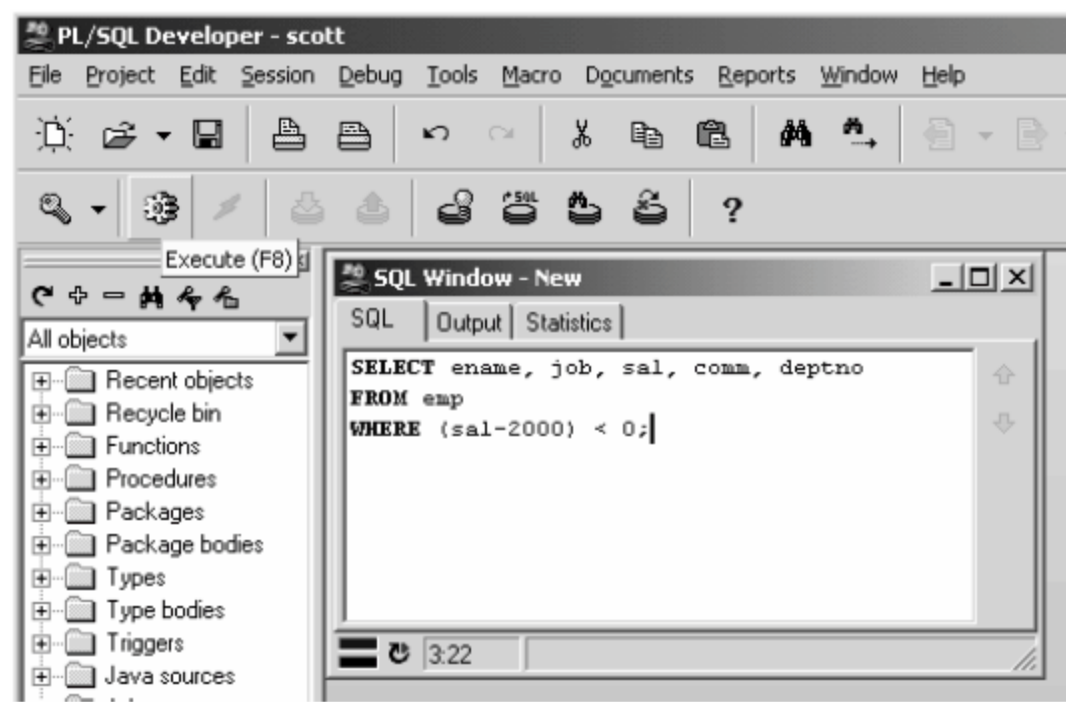 PL/SQL Developer - scott
File Project Edit Session Debug Tools Macro Documents Reports Window Help
SQL
?
Execute (F8)
All objects
Recent objects
Recycle bin
Functions
Procedures
Packages
Package bodies
Types
Type bodies
Triggers
Java sources
SQL Window - New
SQL Output Statistics
SELECT ename, job, sal, comm, deptno
FROM emp
WHERE (sal-2000) < 0;
3:22